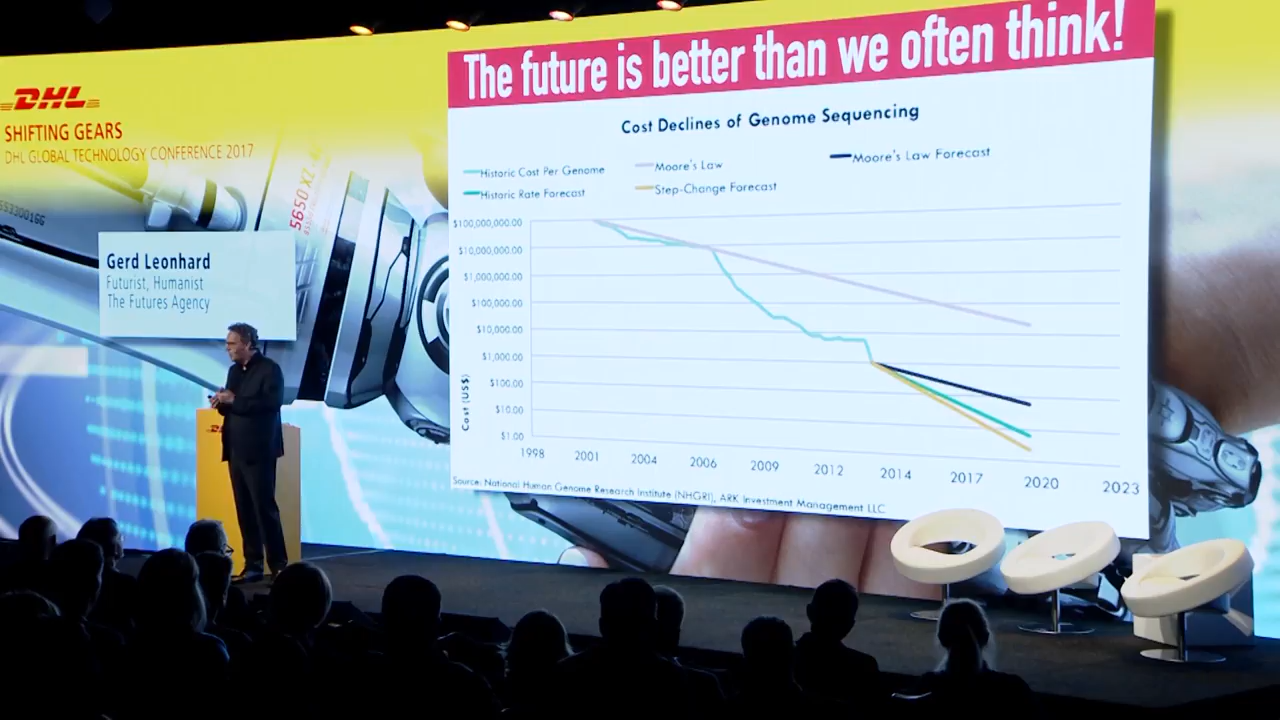 The future is better than we often think!
DHL
SHIFTING GEARS
DHL GLOBAL TECHNOLOGY CONFERENCE 2017
5650 XZ
Gerd Leonhard
Futurist, Humanist
The Futures Agency
Cost Declines of Genome Sequencing
Historic Cost Per Genome
Moore's Law
Moore's Law Forecast
Historic Rate Forecast
Step-Change Forecast
$100,000,000.00
$10,000,000.00
$1,000,000.00
$100,000.00
$10,000.00
$1,000.00
$100.00
$10.00
$1.00
Cost (US$)
1998 2001 2004 2006 2009 2012 2014 2017 2020 2023
Source: National Human Genome Research Institute (NHGRI), ARK Investment Management LLC